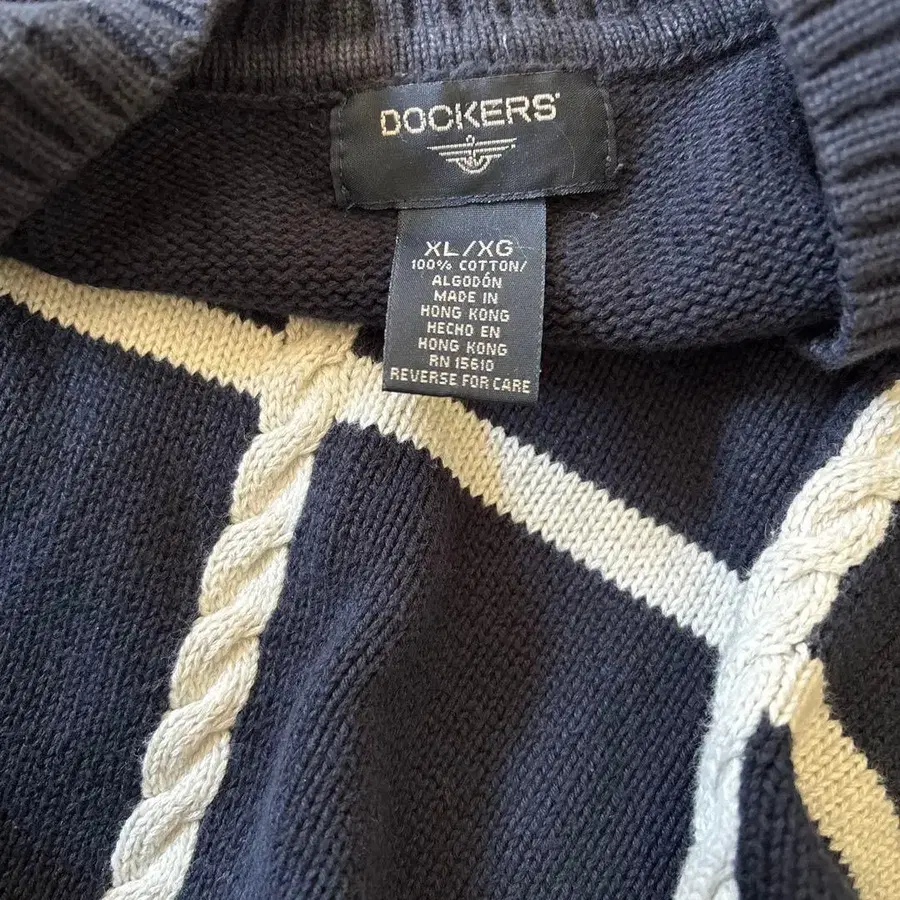 DOCKERS®
XL/XG
100% COTTON/
ALGODÓN
MADE IN
HONG KONG
HECHO EN
HONG KONG
RN 15610
REVERSE FOR CARE